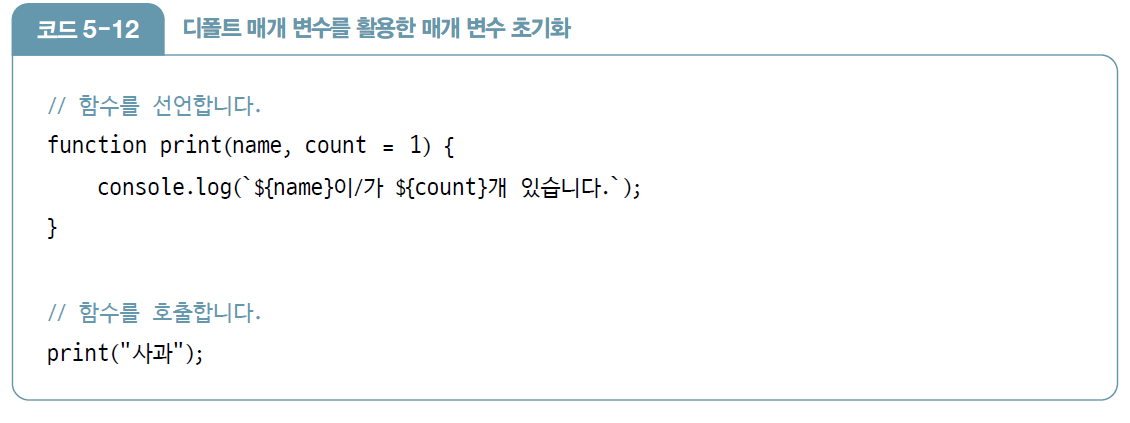 코드 5-12 디폴트 매개 변수를 활용한 매개 변수 초기화
// 함수를 선언합니다.
function print(name, count = 1) {
    console.log(`${name}이/가 ${count}개 있습니다.`);
}
// 함수를 호출합니다.
print("사과");